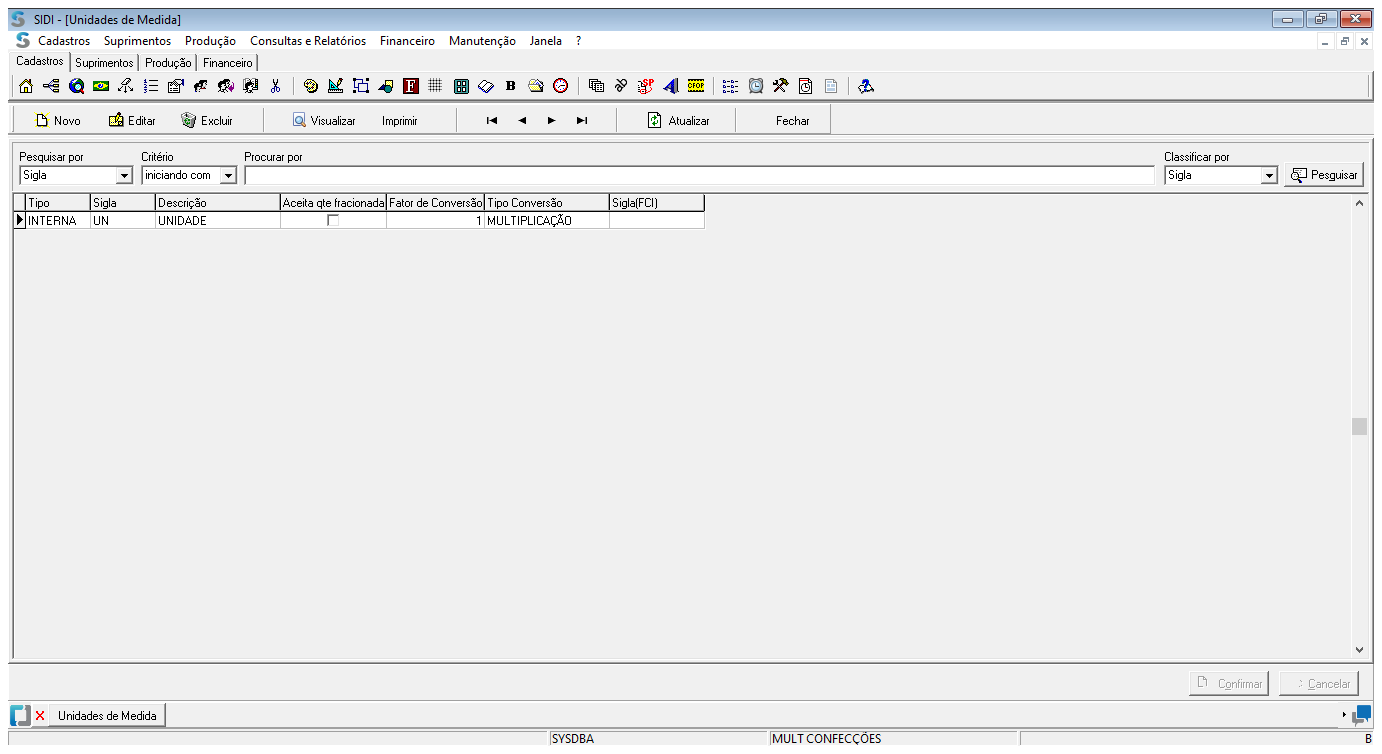 SIDI - [Unidades de Medida]
Cadastros Suprimentos Produção Consultas e Relatórios Financeiro Manutenção Janela ?
Cadastros Suprimentos Produção Financeiro
F B SP CFOP
Novo Editar Excluir Visualizar Imprimir Atualizar Fechar
Pesquisar por Critério Procurar por Classificar por
Sigla iniciando com Sigla Pesquisar
Tipo Sigla Descrição Aceita qte fracionada Fator de Conversão Tipo Conversão Sigla(FCI)
INTERNA UN UNIDADE 1 MULTIPLICAÇÃO
Confirmar Cancelar
Unidades de Medida
SYSDBA MULT CONFECÇÕES B